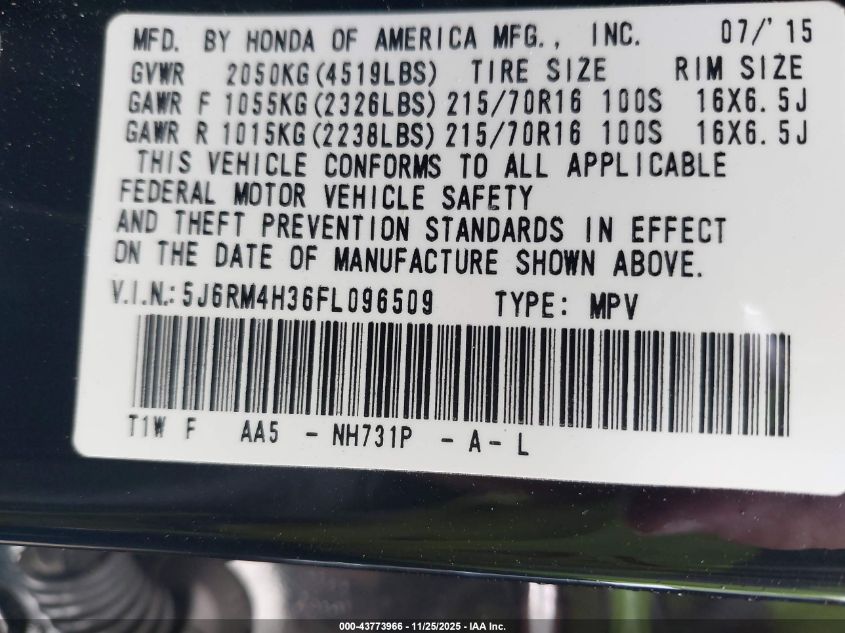 MFD. BY HONDA OF AMERICA MFG., INC. 07/'15
GVWR 2050KG(4519LBS) TIRE SIZE RIM SIZE
GAWR F 1055KG(2326LBS) 215/70R16 100S 16X6.5J
GAWR R 1015KG(2238LBS) 215/70R16 100S 16X6.5J
THIS VEHICLE CONFORMS TO ALL APPLICABLE
FEDERAL MOTOR VEHICLE SAFETY
AND THEFT PREVENTION STANDARDS IN EFFECT
ON THE DATE OF MANUFACTURE SHOWN ABOVE.
V.I.N.: 5J6RM4H36FL096509 TYPE: MPV
T1W F AA5 - NH731P - A - L
000-43773966 - 11/25/2025 - IAA Inc.